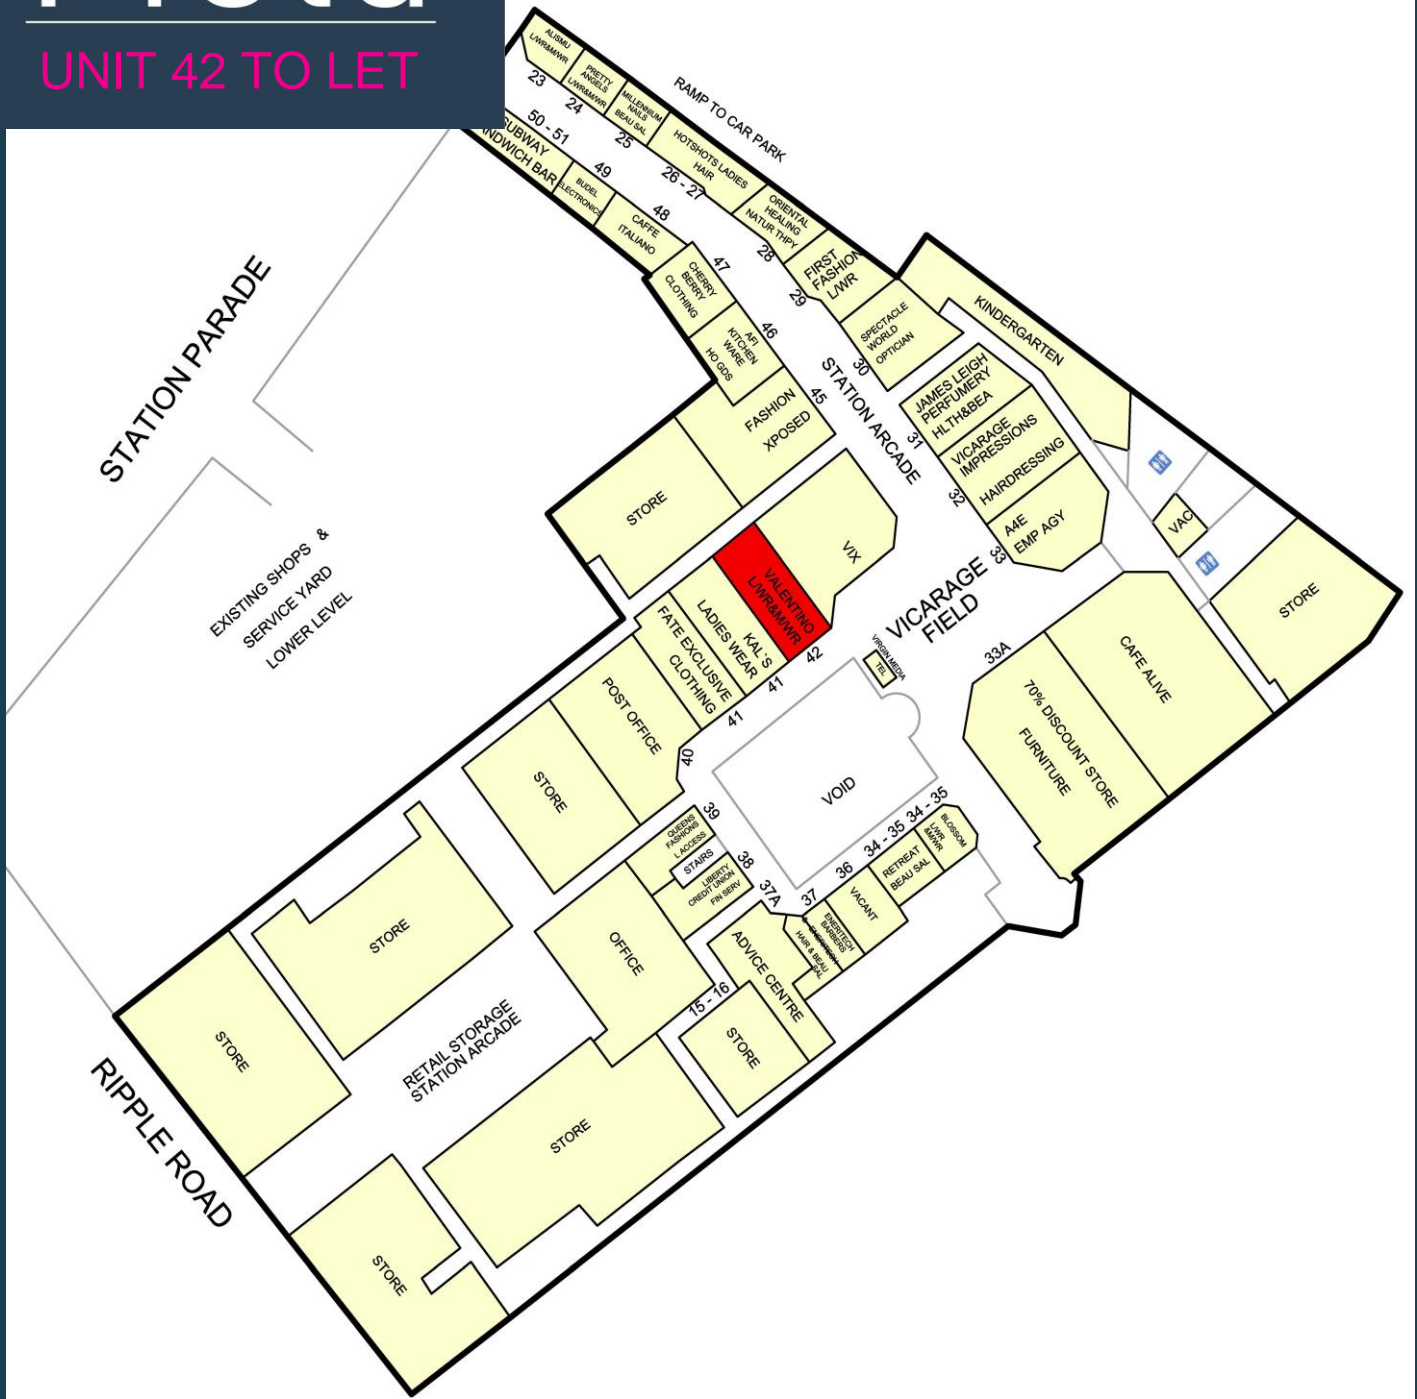 UNIT 42 TO LET
ALISMU
L/WR&M/WR
23
PRETTY
ANGELS
L/WR&M/WR
24
MILLENNIUM
NAILS
BEAU SAL
25
RAMP TO CAR PARK
HOTSHOTS LADIES
HAIR
26 - 27
50 - 51
SUBWAY
ANDWICH BAR
49
BUDEL
ELECTRONICS
48
CAFFE
ITALIANO
47
CHERRY
BERRY
CLOTHING
46
AFI
KITCHEN
WARE
HO GDS
45
FASHION
XPOSED
ORIENTAL
HEALING
NATUR THPY
28
FIRST
FASHION
L/WR
29
SPECTACLE
WORLD
OPTICIAN
30
KINDERGARTEN
STATION ARCADE
JAMES LEIGH
PERFUMERY
HLTH&BEA
31
VICARAGE
IMPRESSIONS
HAIRDRESSING
32
A4E
EMP AGY
33
VAC
STORE
STATION PARADE
EXISTING SHOPS &
SERVICE YARD
LOWER LEVEL
STORE
VIX
VALENTINO
L/WR&M/WR
42
KAL`S
LADIES WEAR
41
FATE EXCLUSIVE
CLOTHING
41
POST OFFICE
40
STORE
VICARAGE
FIELD
VIRGIN MEDIA
TEL
33A
CAFE ALIVE
70% DISCOUNT STORE
FURNITURE
VOID
39
QUEENS
FASHIONS
L ACCESS
STAIRS
38
LIBERTY
CREDIT UNION
FIN SERV
37A
ADVICE CENTRE
37
ENERITECH
BARBERS
ENERITECH
HAIR & BEAU
SAL
36
VACANT
34 - 35
RETREAT
BEAU SAL
34 - 35
BLOSSOM
L/WR
&M/WR
OFFICE
15 - 16
STORE
STORE
STORE
RETAIL STORAGE
STATION ARCADE
STORE
STORE
RIPPLE ROAD